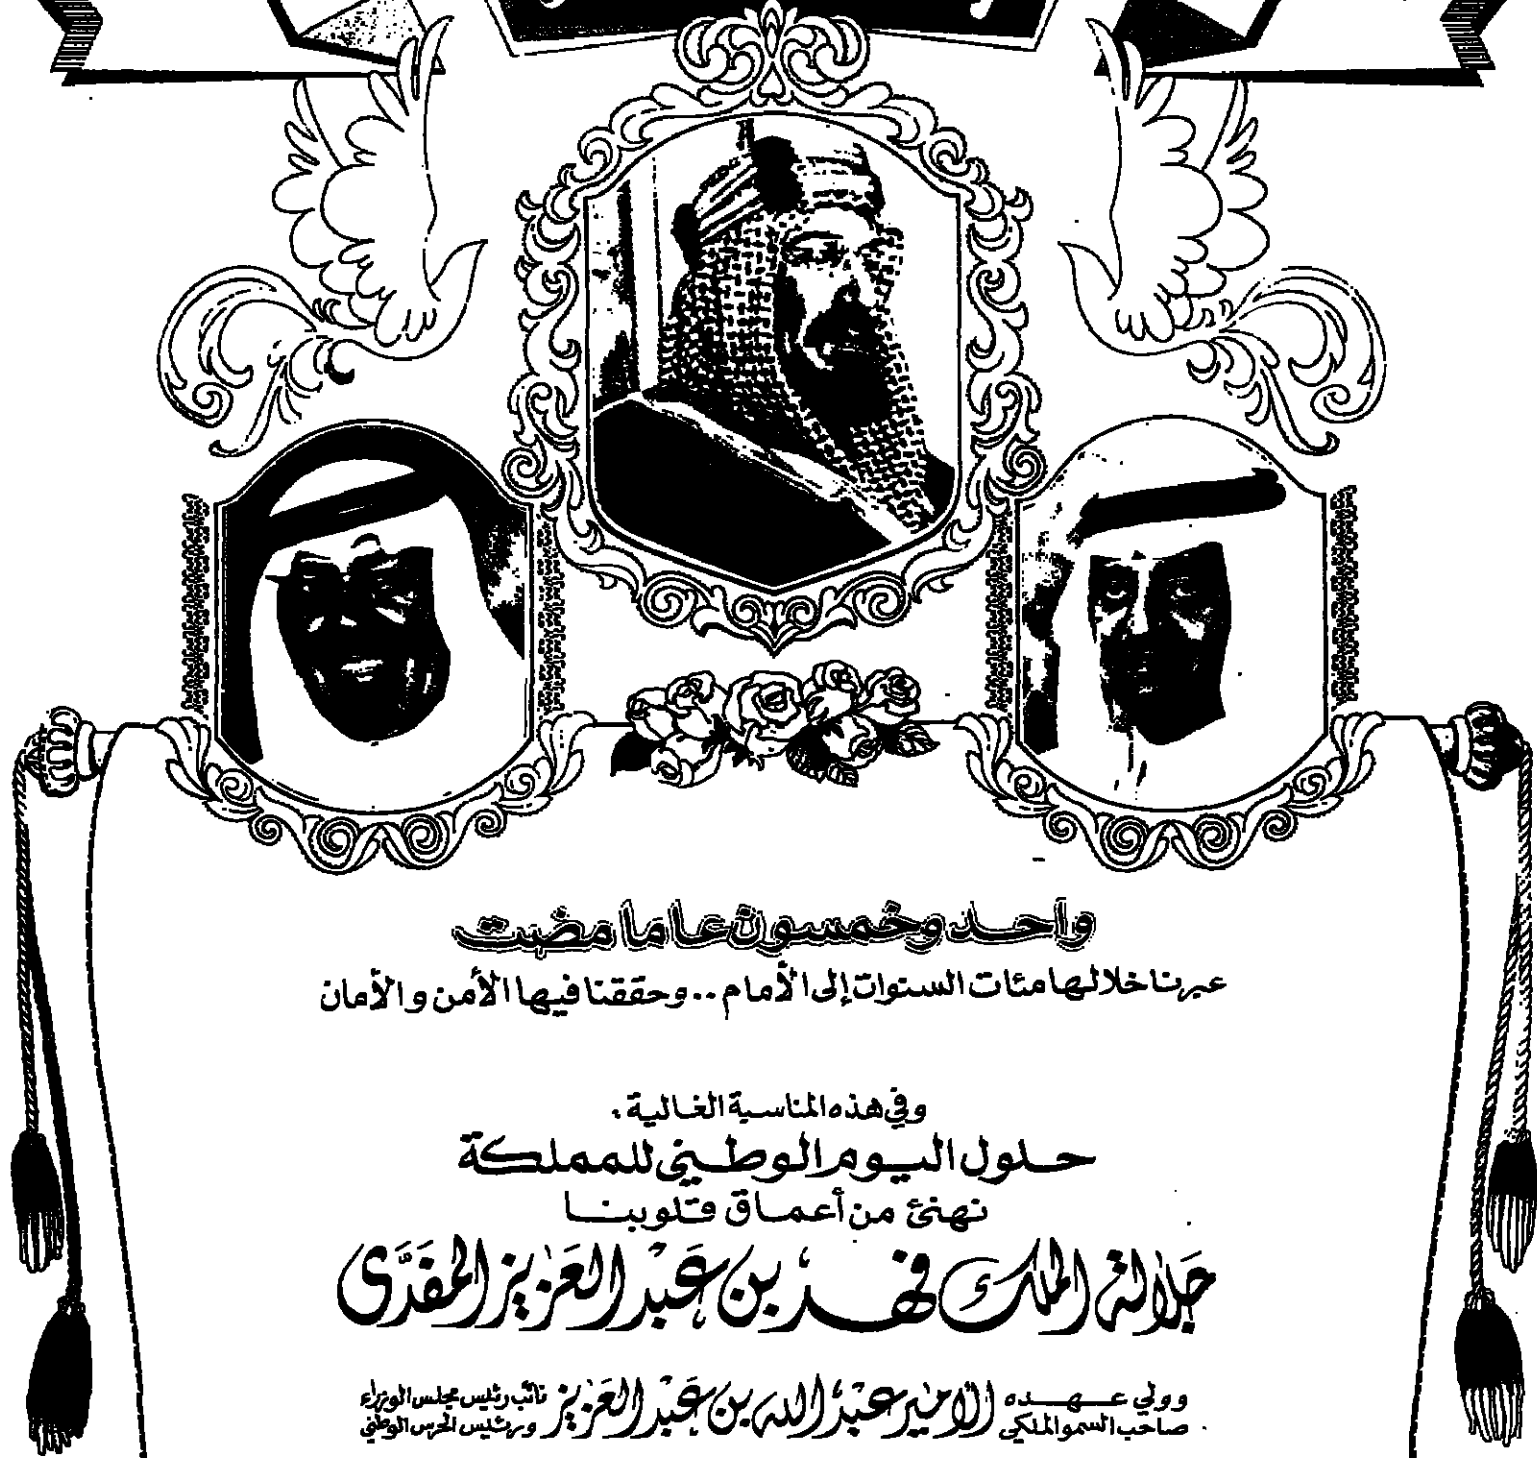 واحد وخمسون عاما مضت
عبرنا خلالها مئات السنوات إلى الأمام .. وحققنا فيها الأمن والأمان
وفي هذه المناسبة الغالية :
حلول اليوم الوطني للمملكة
نهنئ من أعماق قلوبنا
جلالة الملك فهد بن عبد العزيز المفدَّى
وولي عهده
صاحب السمو الملكي
الأمير عبد الله بن عبد العزيز
نائب رئيس مجلس الوزراء
ورئيس الحرس الوطني